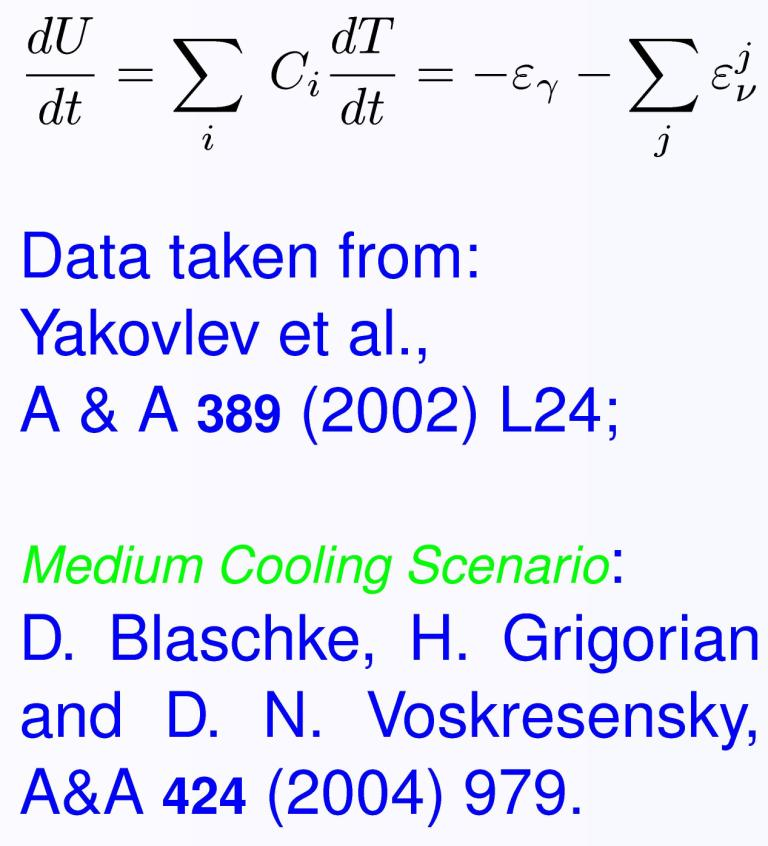 $\frac{dU}{dt} = \sum_i C_i \frac{dT}{dt} = -\varepsilon_\gamma - \sum_j \varepsilon_\nu^j$
Data taken from:
Yakovlev et al.,
A & A 389 (2002) L24;
Medium Cooling Scenario:
D. Blaschke, H. Grigorian
and D. N. Voskresensky,
A&A 424 (2004) 979.